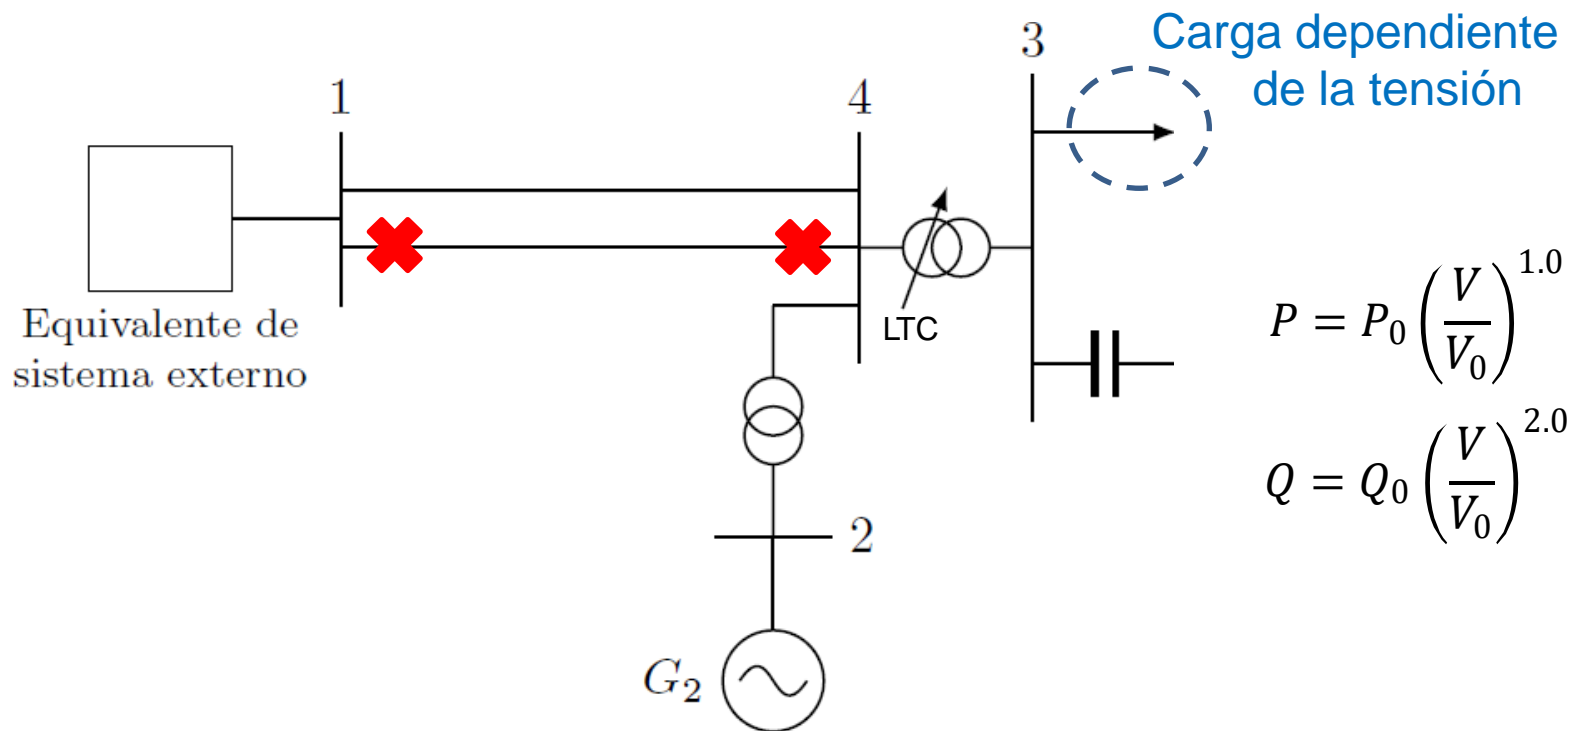 Carga dependiente
de la tensión
1
4
3
Equivalente de
sistema externo
LTC
P = P₀ (V/V₀)^1.0
Q = Q₀ (V/V₀)^2.0
2
G₂